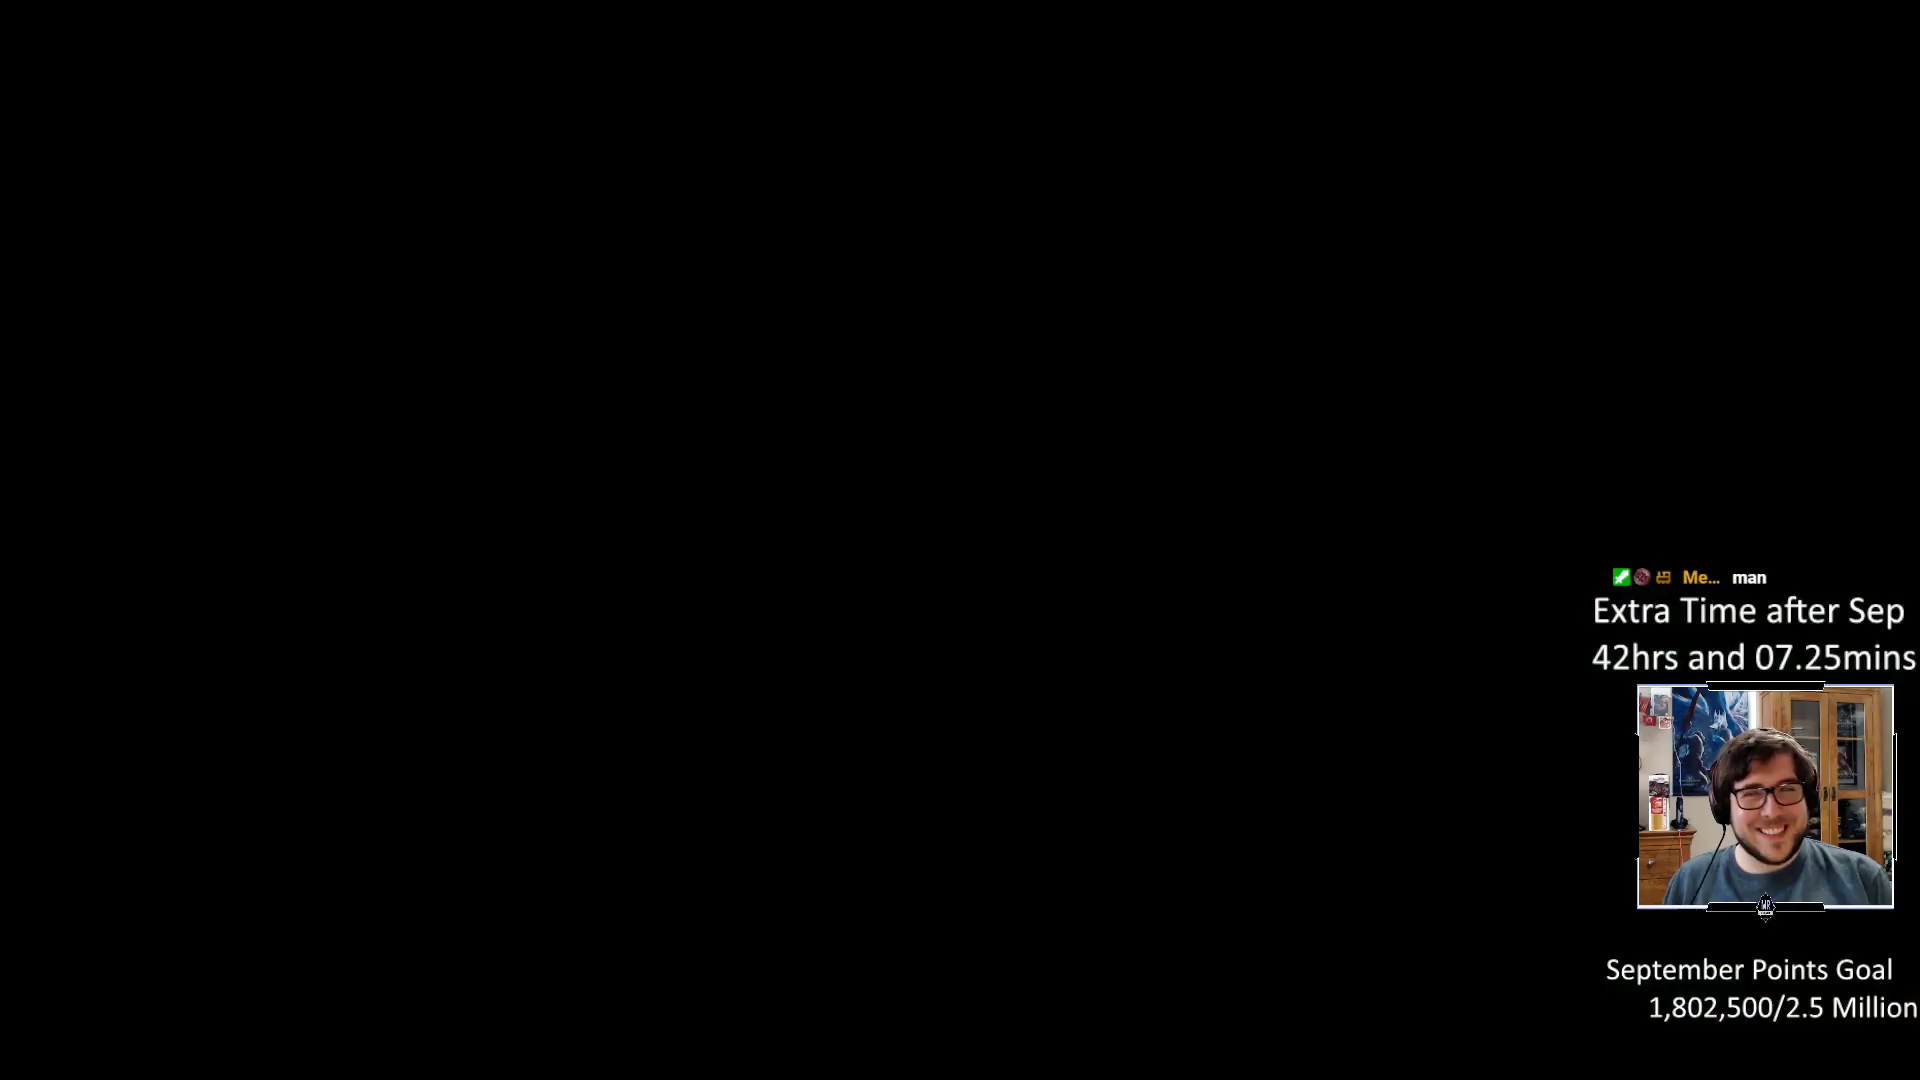 Me... man
Extra Time after Sep
42hrs and 07.25mins
September Points Goal
1,802,500/2.5 Million